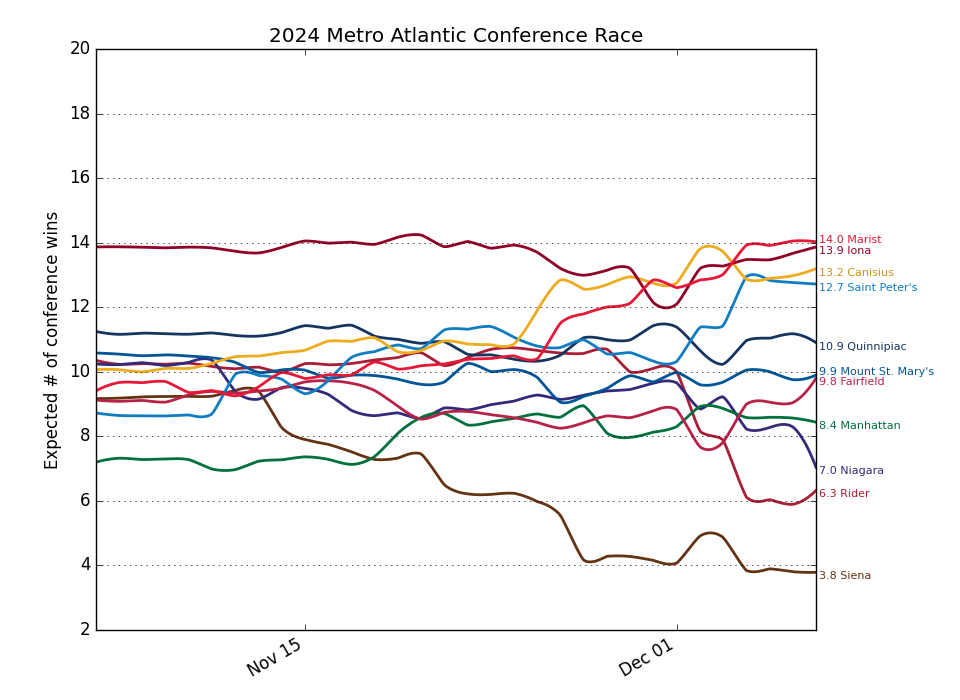 2024 Metro Atlantic Conference Race
Expected # of conference wins
20
18
16
14
12
10
8
6
4
2
Nov 15
Dec 01
14.0 Marist
13.9 Iona
13.2 Canisius
12.7 Saint Peter's
10.9 Quinnipiac
9.9 Mount St. Mary's
9.8 Fairfield
8.4 Manhattan
7.0 Niagara
6.3 Rider
3.8 Siena